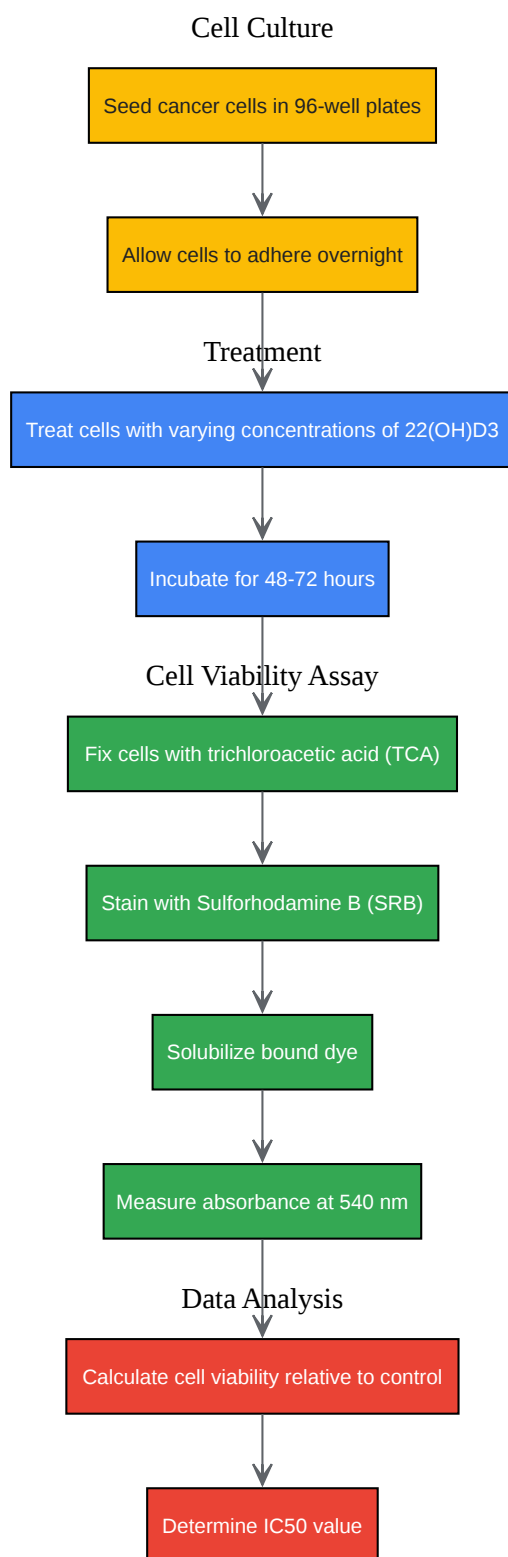 Cell Culture
Seed cancer cells in 96-well plates
Allow cells to adhere overnight
Treatment
Treat cells with varying concentrations of 22(OH)D3
Incubate for 48-72 hours
Cell Viability Assay
Fix cells with trichloroacetic acid (TCA)
Stain with Sulforhodamine B (SRB)
Solubilize bound dye
Measure absorbance at 540 nm
Data Analysis
Calculate cell viability relative to control
Determine IC50 value